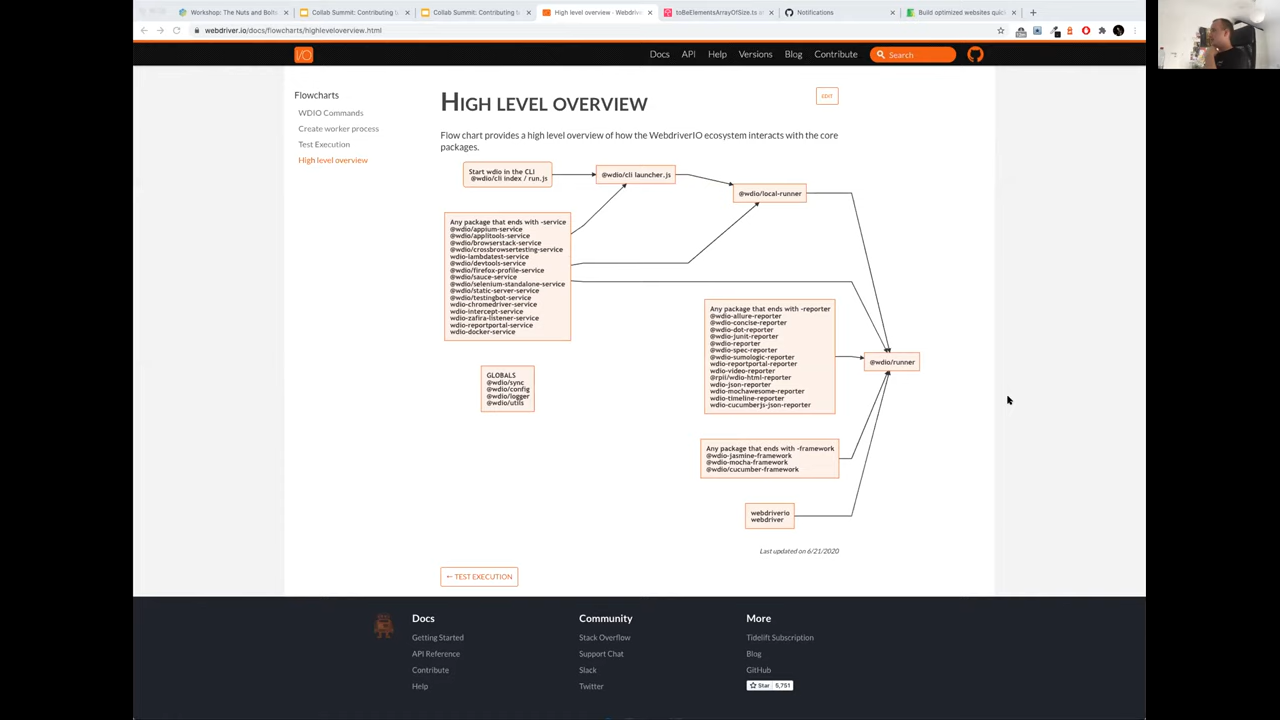 Workshop: The Nuts and Bolts
Collab Summit: Contributing t
Collab Summit: Contributing t
High level overview · Webdriv
toBeElementsArrayOfSize.ts at
Notifications
Build optimized websites quic
webdriver.io/docs/flowcharts/highleveloverview.html
I/O
Docs
API
Help
Versions
Blog
Contribute
Search
Flowcharts
WDIO Commands
Create worker process
Test Execution
High level overview
High level overview
EDIT
Flow chart provides a high level overview of how the WebdriverIO ecosystem interacts with the core
packages.
Start wdio in the CLI
@wdio/cli index / run.js
@wdio/cli launcher.js
@wdio/local-runner
Any package that ends with -service
@wdio/appium-service
@wdio/applitools-service
@wdio/browserstack-service
@wdio/crossbrowsertesting-service
wdio-lambdatest-service
@wdio/devtools-service
@wdio/firefox-profile-service
@wdio/sauce-service
@wdio/selenium-standalone-service
@wdio/static-server-service
@wdio/testingbot-service
wdio-chromedriver-service
wdio-intercept-service
wdio-zafira-listener-service
wdio-reportportal-service
wdio-docker-service
Any package that ends with -reporter
@wdio-allure-reporter
@wdio-concise-reporter
@wdio-dot-reporter
@wdio-junit-reporter
@wdio-reporter
@wdio-spec-reporter
@wdio-sumologic-reporter
wdio-reportportal-reporter
wdio-video-reporter
@rpii/wdio-html-reporter
wdio-json-reporter
wdio-mochawesome-reporter
wdio-timeline-reporter
wdio-cucumberjs-json-reporter
@wdio/runner
GLOBALS
@wdio/sync
@wdio/config
@wdio/logger
@wdio/utils
Any package that ends with -framework
@wdio-jasmine-framework
@wdio-mocha-framework
@wdio/cucumber-framework
webdriverio
webdriver
Last updated on 6/21/2020
← TEST EXECUTION
Docs
Getting Started
API Reference
Contribute
Help
Community
Stack Overflow
Support Chat
Slack
Twitter
More
Tidelift Subscription
Blog
GitHub
Star 5,751